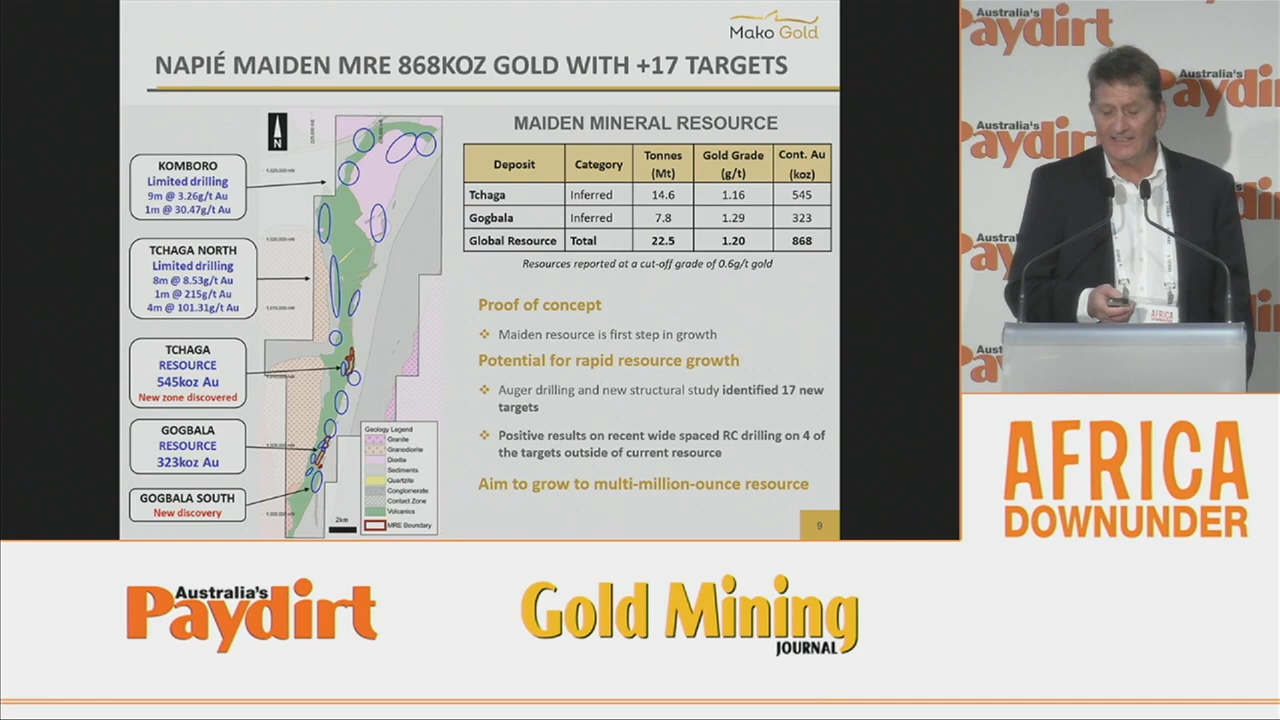 Mako Gold
NAPIÉ MAIDEN MRE 868KOZ GOLD WITH +17 TARGETS
N
KOMBORO
Limited drilling
9m @ 3.26g/t Au
1m @ 30.47g/t Au
TCHAGA NORTH
Limited drilling
8m @ 8.53g/t Au
1m @ 215g/t Au
4m @ 101.31g/t Au
TCHAGA
RESOURCE
545koz Au
New zone discovered
GOGBALA
RESOURCE
323koz Au
GOGBALA SOUTH
New discovery
2km
Geology Legend
Granite
Granodiorite
Diorite
Sediments
Quartzite
Conglomerate
Contact Zone
Volcanics
MRE Boundary
MAIDEN MINERAL RESOURCE
Deposit Category Tonnes (Mt) Gold Grade (g/t) Cont. Au (koz)
Tchaga Inferred 14.6 1.16 545
Gogbala Inferred 7.8 1.29 323
Global Resource Total 22.5 1.20 868
Resources reported at a cut-off grade of 0.6g/t gold
Proof of concept
Maiden resource is first step in growth
Potential for rapid resource growth
Auger drilling and new structural study identified 17 new
targets
Positive results on recent wide spaced RC drilling on 4 of
the targets outside of current resource
Aim to grow to multi-million-ounce resource
9
Australia's
Paydirt
Australia's
Australia's
AFRICA
AFRICA
DOWNUNDER
Australia's
Paydirt
Gold Mining
JOURNAL